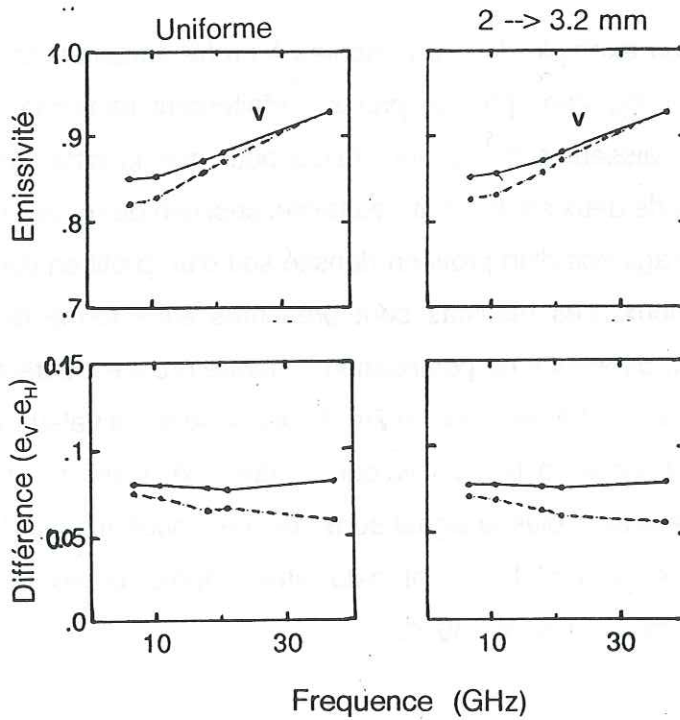 Uniforme
2 --> 3.2 mm
1.0
.9
.8
.7
Emissivité
V
V
0.15
.1
0.05
.0
Différence (eV-eH)
10
30
10
30
Frequence (GHz)